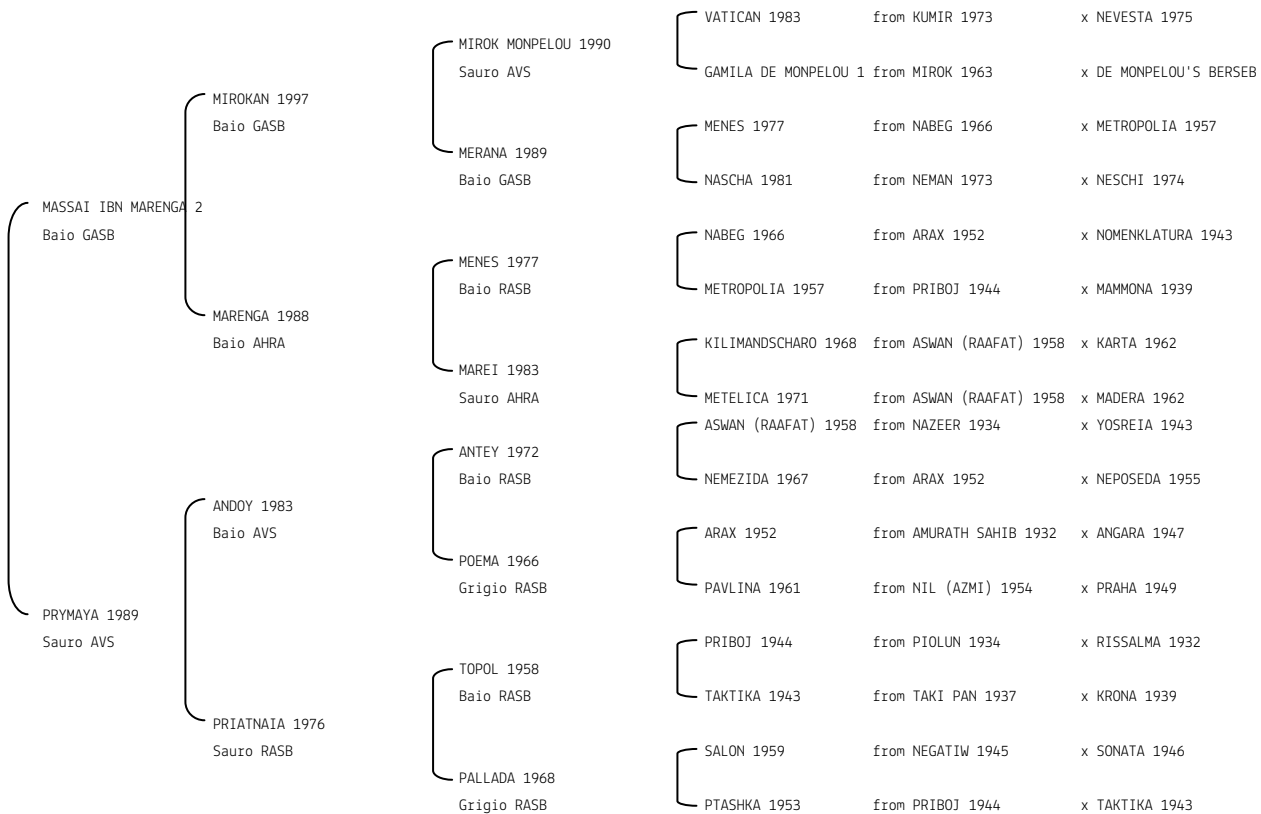 VATICAN 1983 from KUMIR 1973 x NEVESTA 1975
MIROK MONPELOU 1990
Sauro AVS
GAMILA DE MONPELOU 1 from MIROK 1963 x DE MONPELOU'S BERSEB
MIROKAN 1997
Baio GASB
MENES 1977 from NABEG 1966 x METROPOLIA 1957
MERANA 1989
Baio GASB
NASCHA 1981 from NEMAN 1973 x NESCHI 1974
MASSAI IBN MARENGA 2
Baio GASB
NABEG 1966 from ARAX 1952 x NOMENKLATURA 1943
MENES 1977
Baio RASB
METROPOLIA 1957 from PRIBOJ 1944 x MAMMONA 1939
MARENGA 1988
Baio AHRA
KILIMANDSCHARO 1968 from ASWAN (RAAFAT) 1958 x KARTA 1962
MAREI 1983
Sauro AHRA
METELICA 1971 from ASWAN (RAAFAT) 1958 x MADERA 1962
ASWAN (RAAFAT) 1958 from NAZEER 1934 x YOSREIA 1943
ANTEY 1972
Baio RASB
NEMEZIDA 1967 from ARAX 1952 x NEPOSEDA 1955
ANDOY 1983
Baio AVS
ARAX 1952 from AMURATH SAHIB 1932 x ANGARA 1947
POEMA 1966
Grigio RASB
PAVLINA 1961 from NIL (AZMI) 1954 x PRAHA 1949
PRYMAYA 1989
Sauro AVS
PRIBOJ 1944 from PIOLUN 1934 x RISSALMA 1932
TOPOL 1958
Baio RASB
TAKTIKA 1943 from TAKI PAN 1937 x KRONA 1939
PRIATNAIA 1976
Sauro RASB
SALON 1959 from NEGATIW 1945 x SONATA 1946
PALLADA 1968
Grigio RASB
PTASHKA 1953 from PRIBOJ 1944 x TAKTIKA 1943